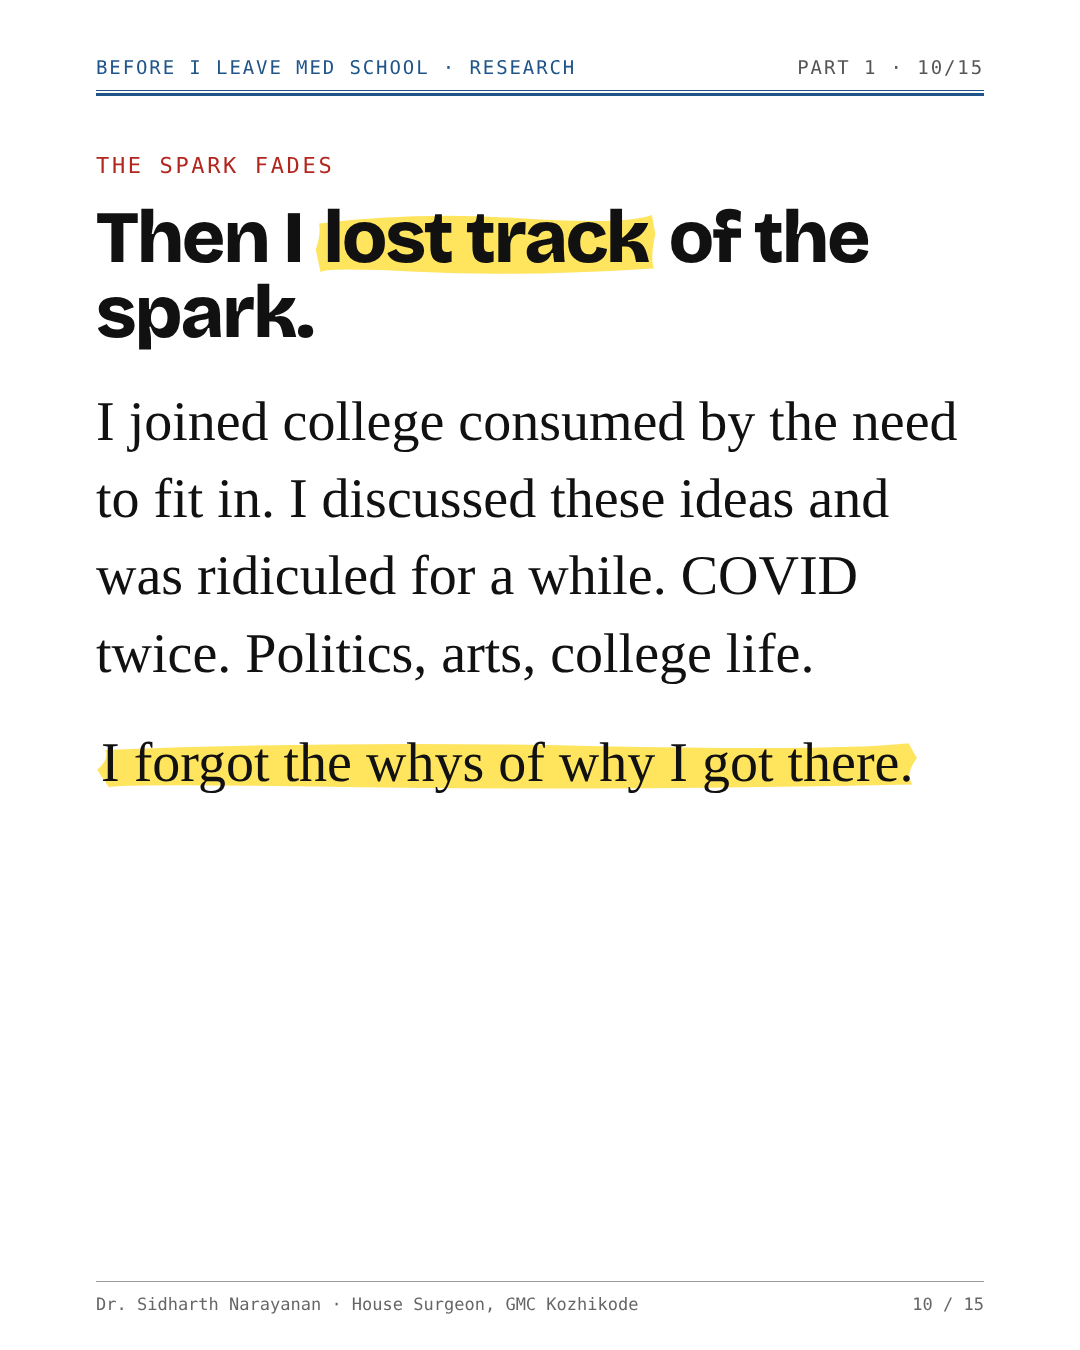 BEFORE I LEAVE MED SCHOOL · RESEARCH
PART 1 · 10/15
THE SPARK FADES
Then I lost track of the
spark.
I joined college consumed by the need
to fit in. I discussed these ideas and
was ridiculed for a while. COVID
twice. Politics, arts, college life.
I forgot the whys of why I got there.
Dr. Sidharth Narayanan · House Surgeon, GMC Kozhikode
10 / 15